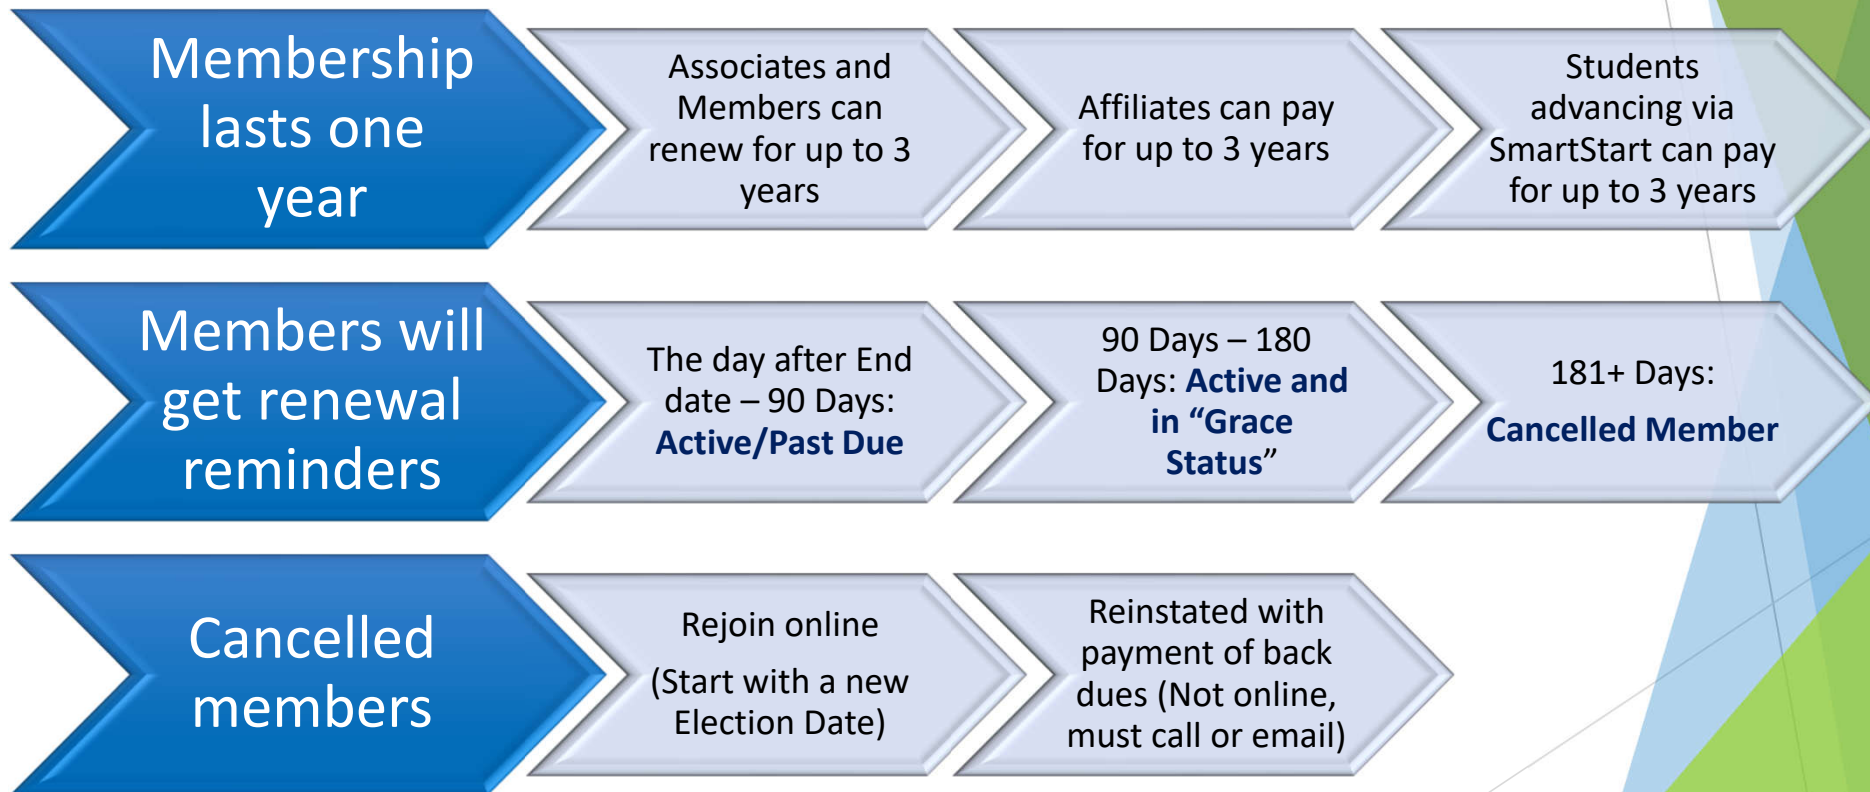 Membership
lasts one
year
Associates and
Members can
renew for up to 3
years
Affiliates can pay
for up to 3 years
Students
advancing via
SmartStart can pay
for up to 3 years
Members will
get renewal
reminders
The day after End
date – 90 Days:
Active/Past Due
90 Days – 180
Days: Active and
in “Grace
Status”
181+ Days:
Cancelled Member
Cancelled
members
Rejoin online
(Start with a new
Election Date)
Reinstated with
payment of back
dues (Not online,
must call or email)